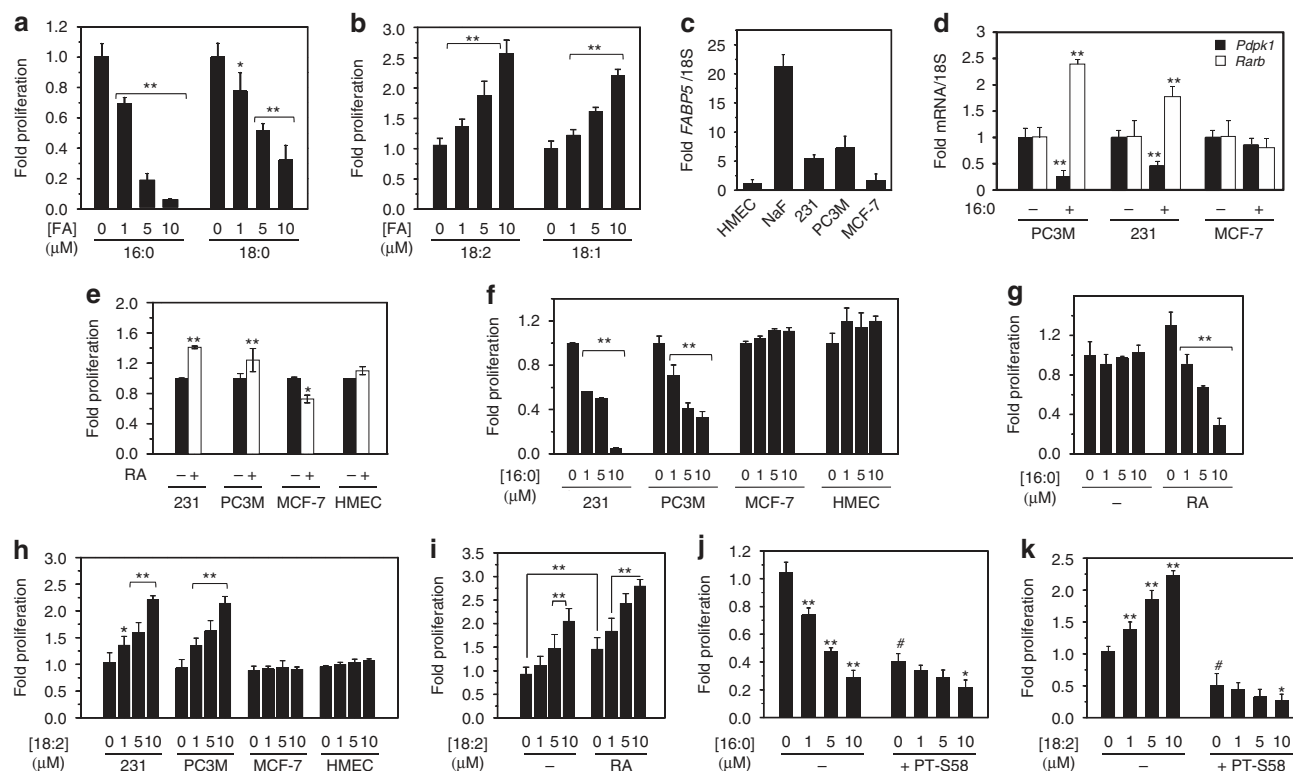 a
Fold proliferation
1.2
1.0
0.8
0.6
0.4
0.2
0.0
** * **
[FA] 0 1 5 10 0 1 5 10
(μM) 16:0 18:0
b
Fold proliferation
3.0
2.5
2.0
1.5
1.0
0.5
0.0
** **
[FA] 0 1 5 10 0 1 5 10
(μM) 18:2 18:1
c
Fold FABP5/18S
25
20
15
10
5
0
HMEC NaF 231 PC3M MCF-7
d
Fold mRNA/18S
3
2.5
2
1.5
1
0.5
0
Pdpk1
Rarb
** ** ** **
16:0 – + – + – +
PC3M 231 MCF-7
e
Fold proliferation
2.0
1.6
1.2
0.8
0.4
0.0
** ** *
RA – + – + – + – +
231 PC3M MCF-7 HMEC
f
Fold proliferation
1.2
0.8
0.4
0.0
** **
[16:0] 0 1 5 10 0 1 5 10 0 1 5 10 0 1 5 10
(μM) 231 PC3M MCF-7 HMEC
g
Fold proliferation
1.2
0.8
0.4
0.0
**
[16:0] 0 1 5 10 0 1 5 10
(μM) – RA
h
Fold proliferation
3.0
2.5
2.0
1.5
1.0
0.5
0.0
* ** **
[18:2] 0 1 5 10 0 1 5 10 0 1 5 10 0 1 5 10
(μM) 231 PC3M MCF-7 HMEC
i
Fold proliferation
3.5
3.0
2.5
2.0
1.5
1.0
0.5
0.0
** ** **
[18:2] 0 1 5 10 0 1 5 10
(μM) – RA
j
Fold proliferation
1.2
1.0
0.8
0.6
0.4
0.2
0.0
** ** ** # *
[16:0] 0 1 5 10 0 1 5 10
(μM) – + PT-S58
k
Fold proliferation
2.5
2.0
1.5
1.0
0.5
0.0
** ** ** # *
[18:2] 0 1 5 10 0 1 5 10
(μM) – + PT-S58